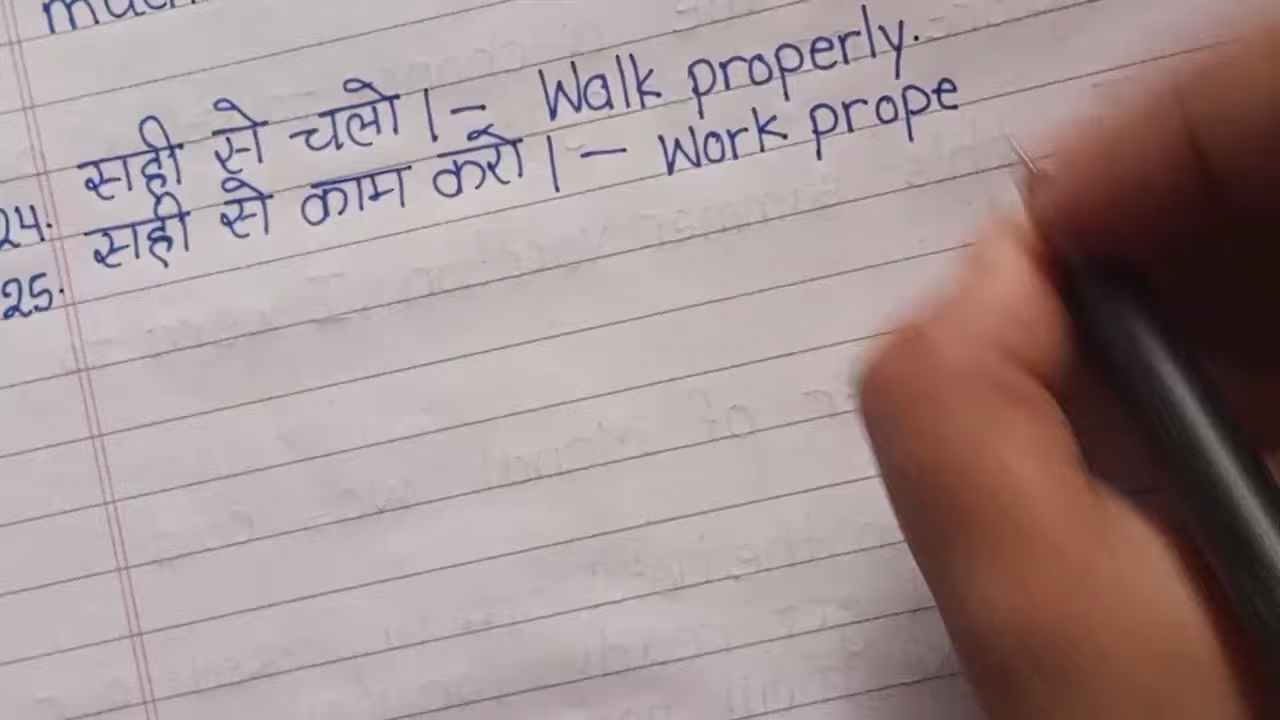 24. सही से चलो। - Walk properly.
25. सही से काम करो। - Work prope